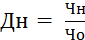 Дн = Чн/Чо